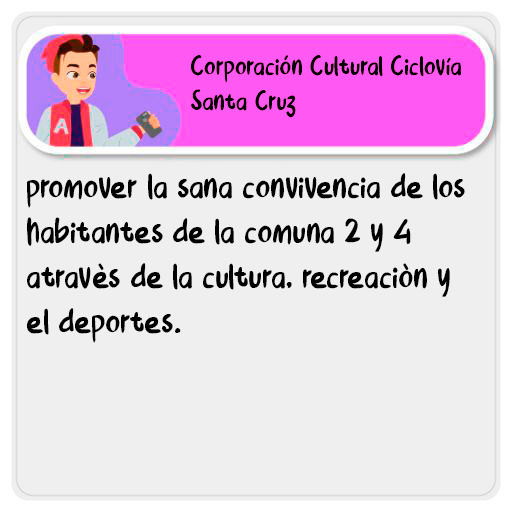 Corporación Cultural Ciclovía
Santa Cruz
A
promover la sana convivencia de los
habitantes de la comuna 2 y 4
atravès de la cultura. recreaciòn y
el deportes.